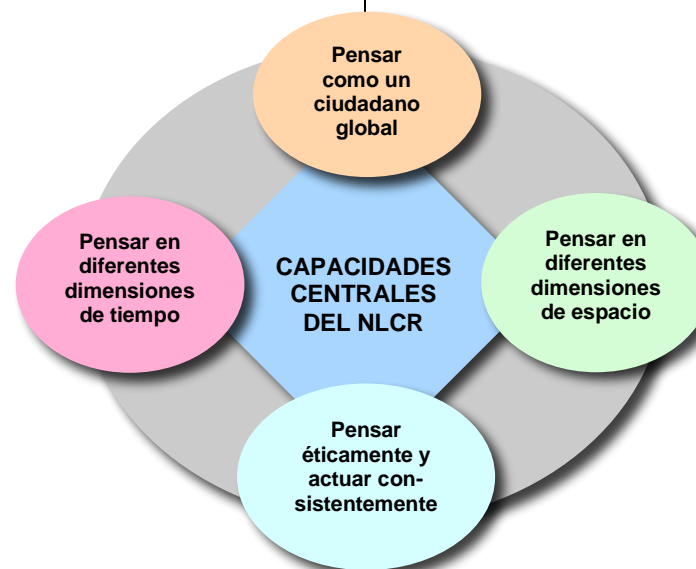 Pensar
como un
ciudadano
global
Pensar en
diferentes
dimensiones
de tiempo
CAPACIDADES
CENTRALES
DEL NLCR
Pensar en
diferentes
dimensiones
de espacio
Pensar
éticamente y
actuar con-
sistentemente